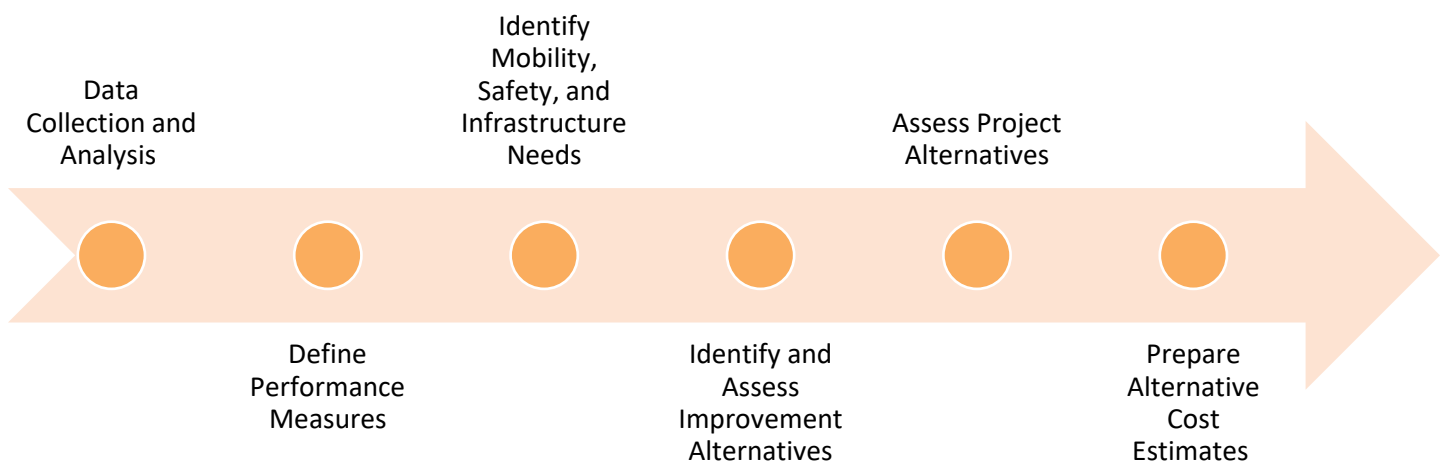 Data
Collection and
Analysis
Define
Performance
Measures
Identify
Mobility,
Safety, and
Infrastructure
Needs
Identify and
Assess
Improvement
Alternatives
Assess Project
Alternatives
Prepare
Alternative
Cost
Estimates